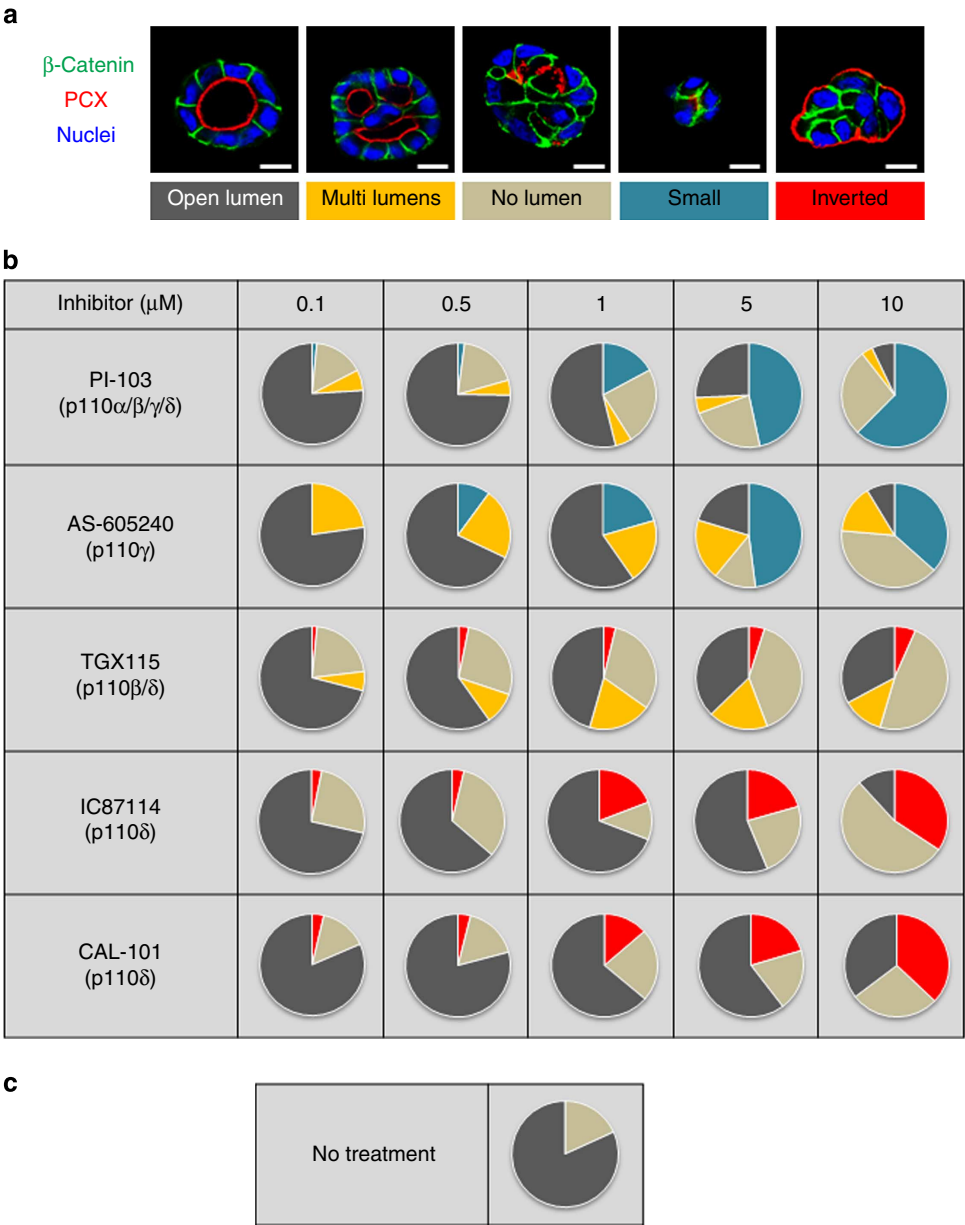 a
β-Catenin
PCX
Nuclei
Open lumen
Multi lumens
No lumen
Small
Inverted
b
Inhibitor (μM)
0.1
0.5
1
5
10
PI-103
(p110α/β/γ/δ)
AS-605240
(p110γ)
TGX115
(p110β/δ)
IC87114
(p110δ)
CAL-101
(p110δ)
c
No treatment